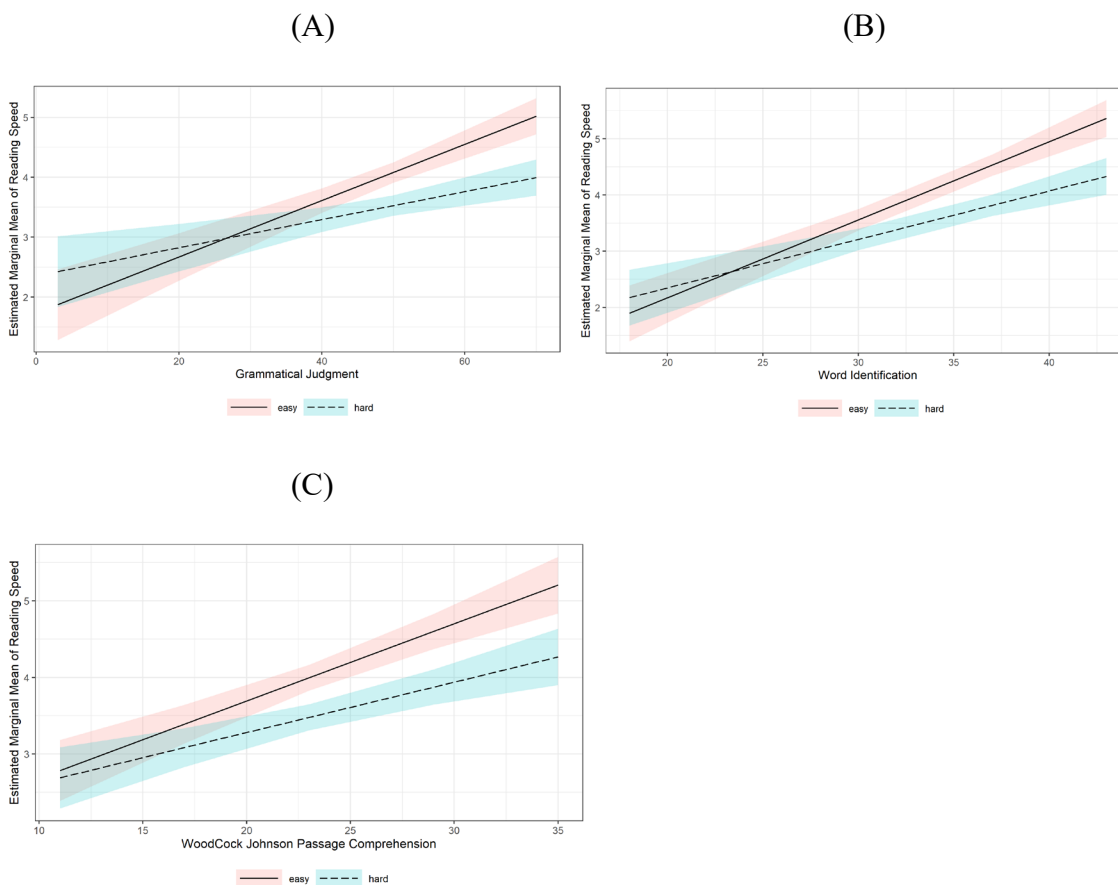 (A)
Estimated Marginal Mean of Reading Speed
5
4
3
2
0 20 40 60
Grammatical Judgment
easy hard
(B)
Estimated Marginal Mean of Reading Speed
5
4
3
2
20 25 30 35 40
Word Identification
easy hard
(C)
Estimated Marginal Mean of Reading Speed
5
4
3
10 15 20 25 30 35
WoodCock Johnson Passage Comprehension
easy hard